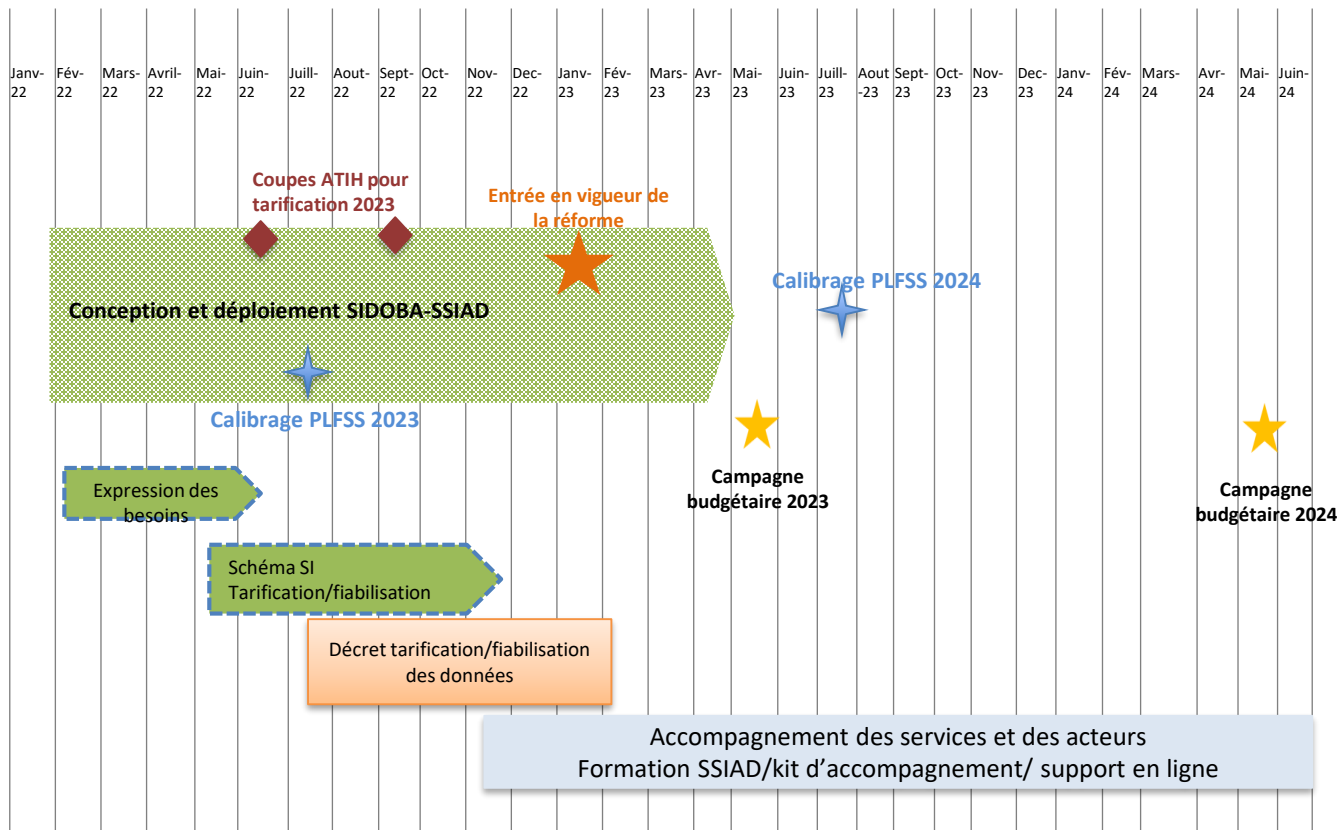 Janv-22
Fév-22
Mars-22
Avril-22
Mai-22
Juin-22
Juill-22
Aout-22
Sept-22
Oct-22
Nov-22
Dec-22
Janv-23
Fév-23
Mars-23
Avr-23
Mai-23
Juin-23
Juill-23
Aout-23
Sept-23
Oct-23
Nov-23
Dec-23
Janv-24
Fév-24
Mars-24
Avr-24
Mai-24
Juin-24
Coupes ATIH pour
tarification 2023
Entrée en vigueur de
la réforme
Calibrage PLFSS 2024
Conception et déploiement SIDOBA-SSIAD
Calibrage PLFSS 2023
Campagne
budgétaire 2023
Campagne
budgétaire 2024
Expression des
besoins
Schéma SI
Tarification/fiabilisation
Décret tarification/fiabilisation
des données
Accompagnement des services et des acteurs
Formation SSIAD/kit d'accompagnement/ support en ligne